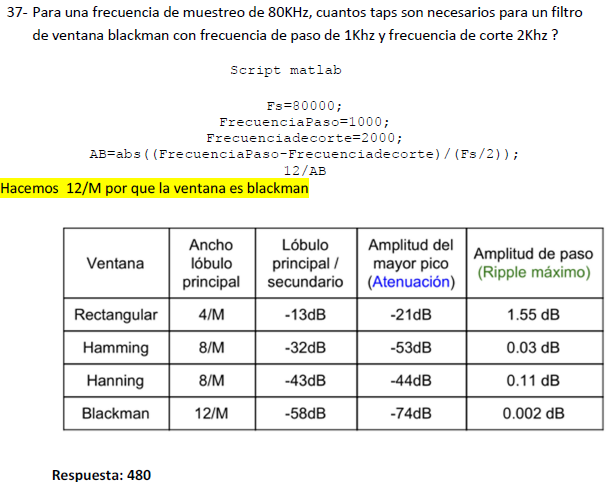 37- Para una frecuencia de muestreo de 80KHz, cuantos taps son necesarios para un filtro
de ventana blackman con frecuencia de paso de 1Khz y frecuencia de corte 2Khz ?
Script matlab
Fs=80000;
FrecuenciaPaso=1000;
Frecuenciadecorte=2000;
AB=abs((FrecuenciaPaso-Frecuenciadecorte)/(Fs/2));
12/AB
Hacemos 12/M por que la ventana es blackman
Ventana
Ancho
lóbulo
principal
Lóbulo
principal /
secundario
Amplitud del
mayor pico
(Atenuación)
Amplitud de paso
(Ripple máximo)
Rectangular 4/M -13dB -21dB 1.55 dB
Hamming 8/M -32dB -53dB 0.03 dB
Hanning 8/M -43dB -44dB 0.11 dB
Blackman 12/M -58dB -74dB 0.002 dB
Respuesta: 480